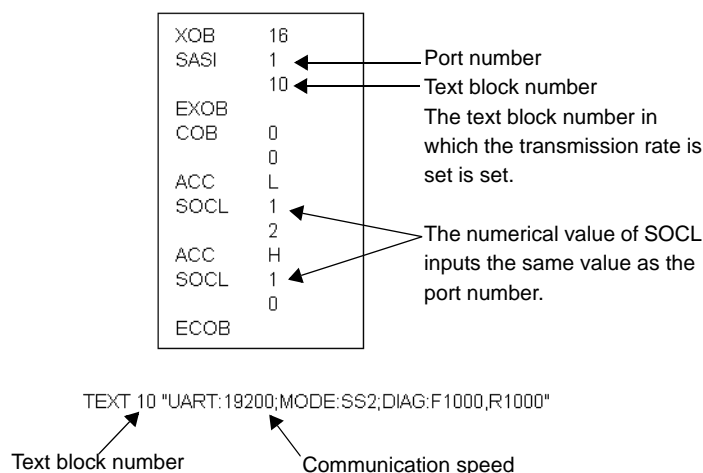 XOB 16
SASI 1
10
EXOB
COB 0
0
ACC L
SOCL 1
2
ACC H
SOCL 1
0
ECOB
Port number
Text block number
The text block number in
which the transmission rate is
set is set.
The numerical value of SOCL
inputs the same value as the
port number.
TEXT 10 "UART:19200;MODE:SS2;DIAG:F1000,R1000"
Text block number
Communication speed